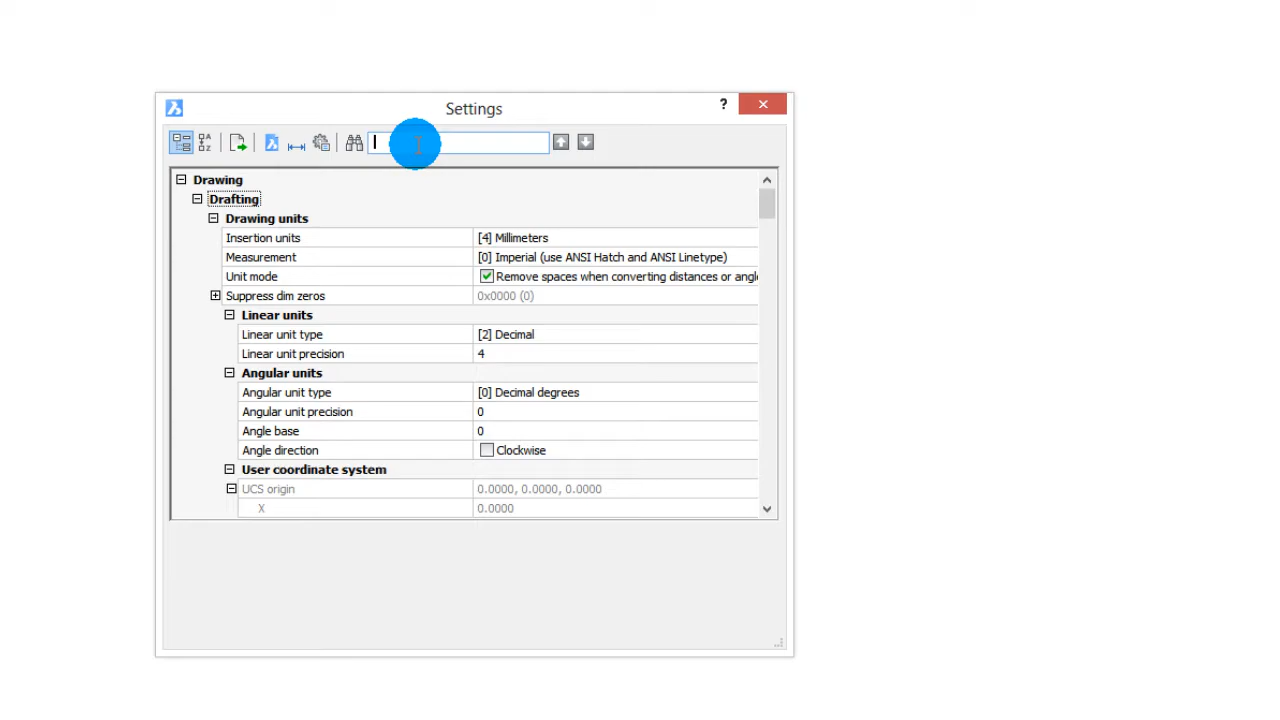 Settings
?
Drawing
Drafting
Drawing units
Insertion units [4] Millimeters
Measurement [0] Imperial (use ANSI Hatch and ANSI Linetype)
Unit mode Remove spaces when converting distances or angle
Suppress dim zeros 0x0000 (0)
Linear units
Linear unit type [2] Decimal
Linear unit precision 4
Angular units
Angular unit type [0] Decimal degrees
Angular unit precision 0
Angle base 0
Angle direction Clockwise
User coordinate system
UCS origin 0.0000, 0.0000, 0.0000
X 0.0000